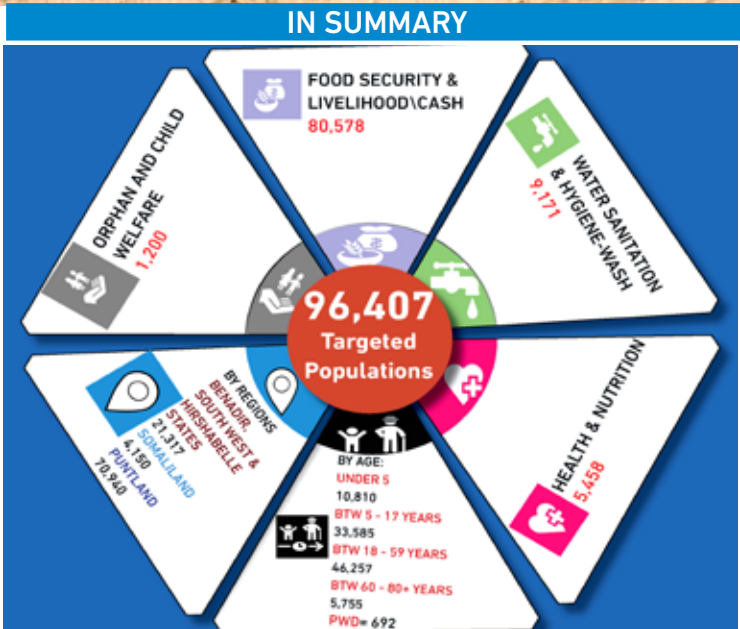 IN SUMMARY
FOOD SECURITY &
LIVELIHOOD\CASH
80,578
WATER SANITATION
& HYGIENE-WASH
9,171
HEALTH & NUTRITION
5,458
BY AGE:
UNDER 5
10,810
BTW 5 - 17 YEARS
33,585
BTW 18 - 59 YEARS
46,257
BTW 60 - 80+ YEARS
5,755
PWD= 692
BY REGIONS
BENADIR,
SOUTH WEST &
HIRSHABELLE
STATES
21,317
SOMALILAND
4,150
PUNTLAND
70,940
ORPHAN AND CHILD
WELFARE
1,200
96,407
Targeted
Populations